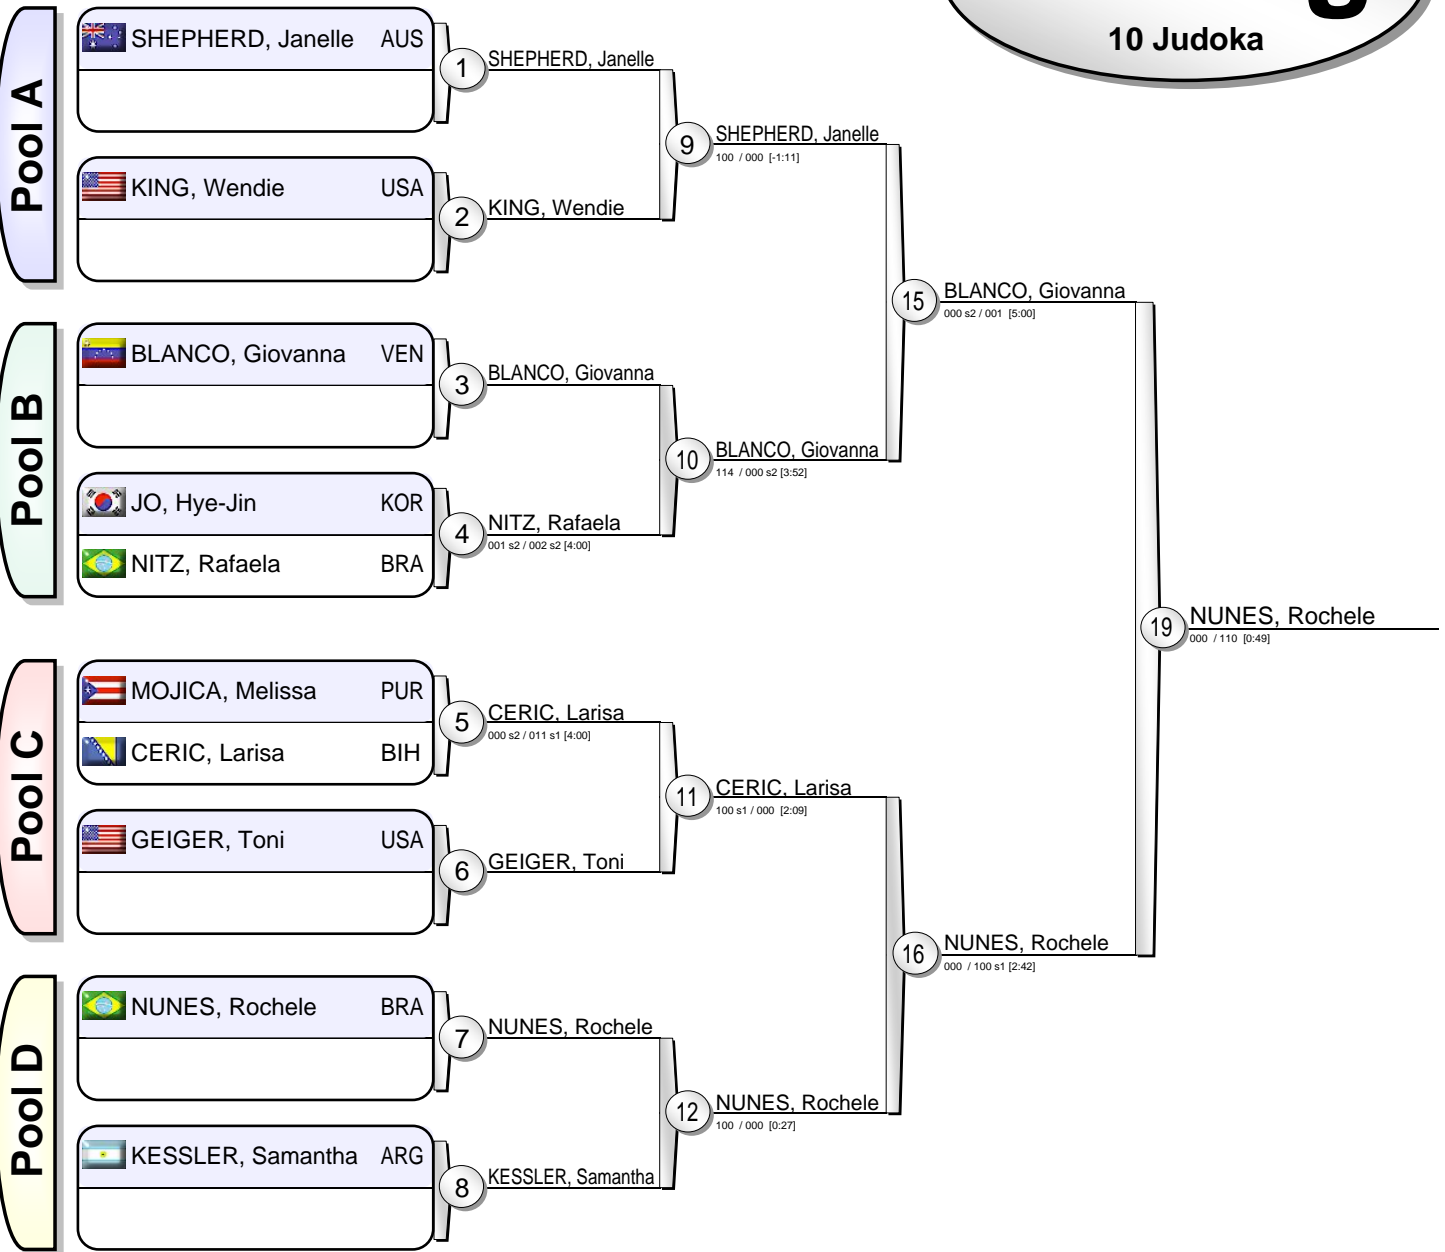 10 Judoka
Pool A
SHEPHERD, Janelle AUS
1
SHEPHERD, Janelle
KING, Wendie USA
2
KING, Wendie
9
SHEPHERD, Janelle
100 / 000 [-1:11]
Pool B
BLANCO, Giovanna VEN
3
BLANCO, Giovanna
JO, Hye-Jin KOR
NITZ, Rafaela BRA
4
NITZ, Rafaela
001 s2 / 002 s2 [4:00]
10
BLANCO, Giovanna
114 / 000 s2 [3:52]
15
BLANCO, Giovanna
000 s2 / 001 [5:00]
Pool C
MOJICA, Melissa PUR
CERIC, Larisa BIH
5
CERIC, Larisa
000 s2 / 011 s1 [4:00]
GEIGER, Toni USA
6
GEIGER, Toni
11
CERIC, Larisa
100 s1 / 000 [2:09]
Pool D
NUNES, Rochele BRA
7
NUNES, Rochele
KESSLER, Samantha ARG
8
KESSLER, Samantha
12
NUNES, Rochele
100 / 000 [0:27]
16
NUNES, Rochele
000 / 100 s1 [2:42]
19
NUNES, Rochele
000 / 110 [0:49]